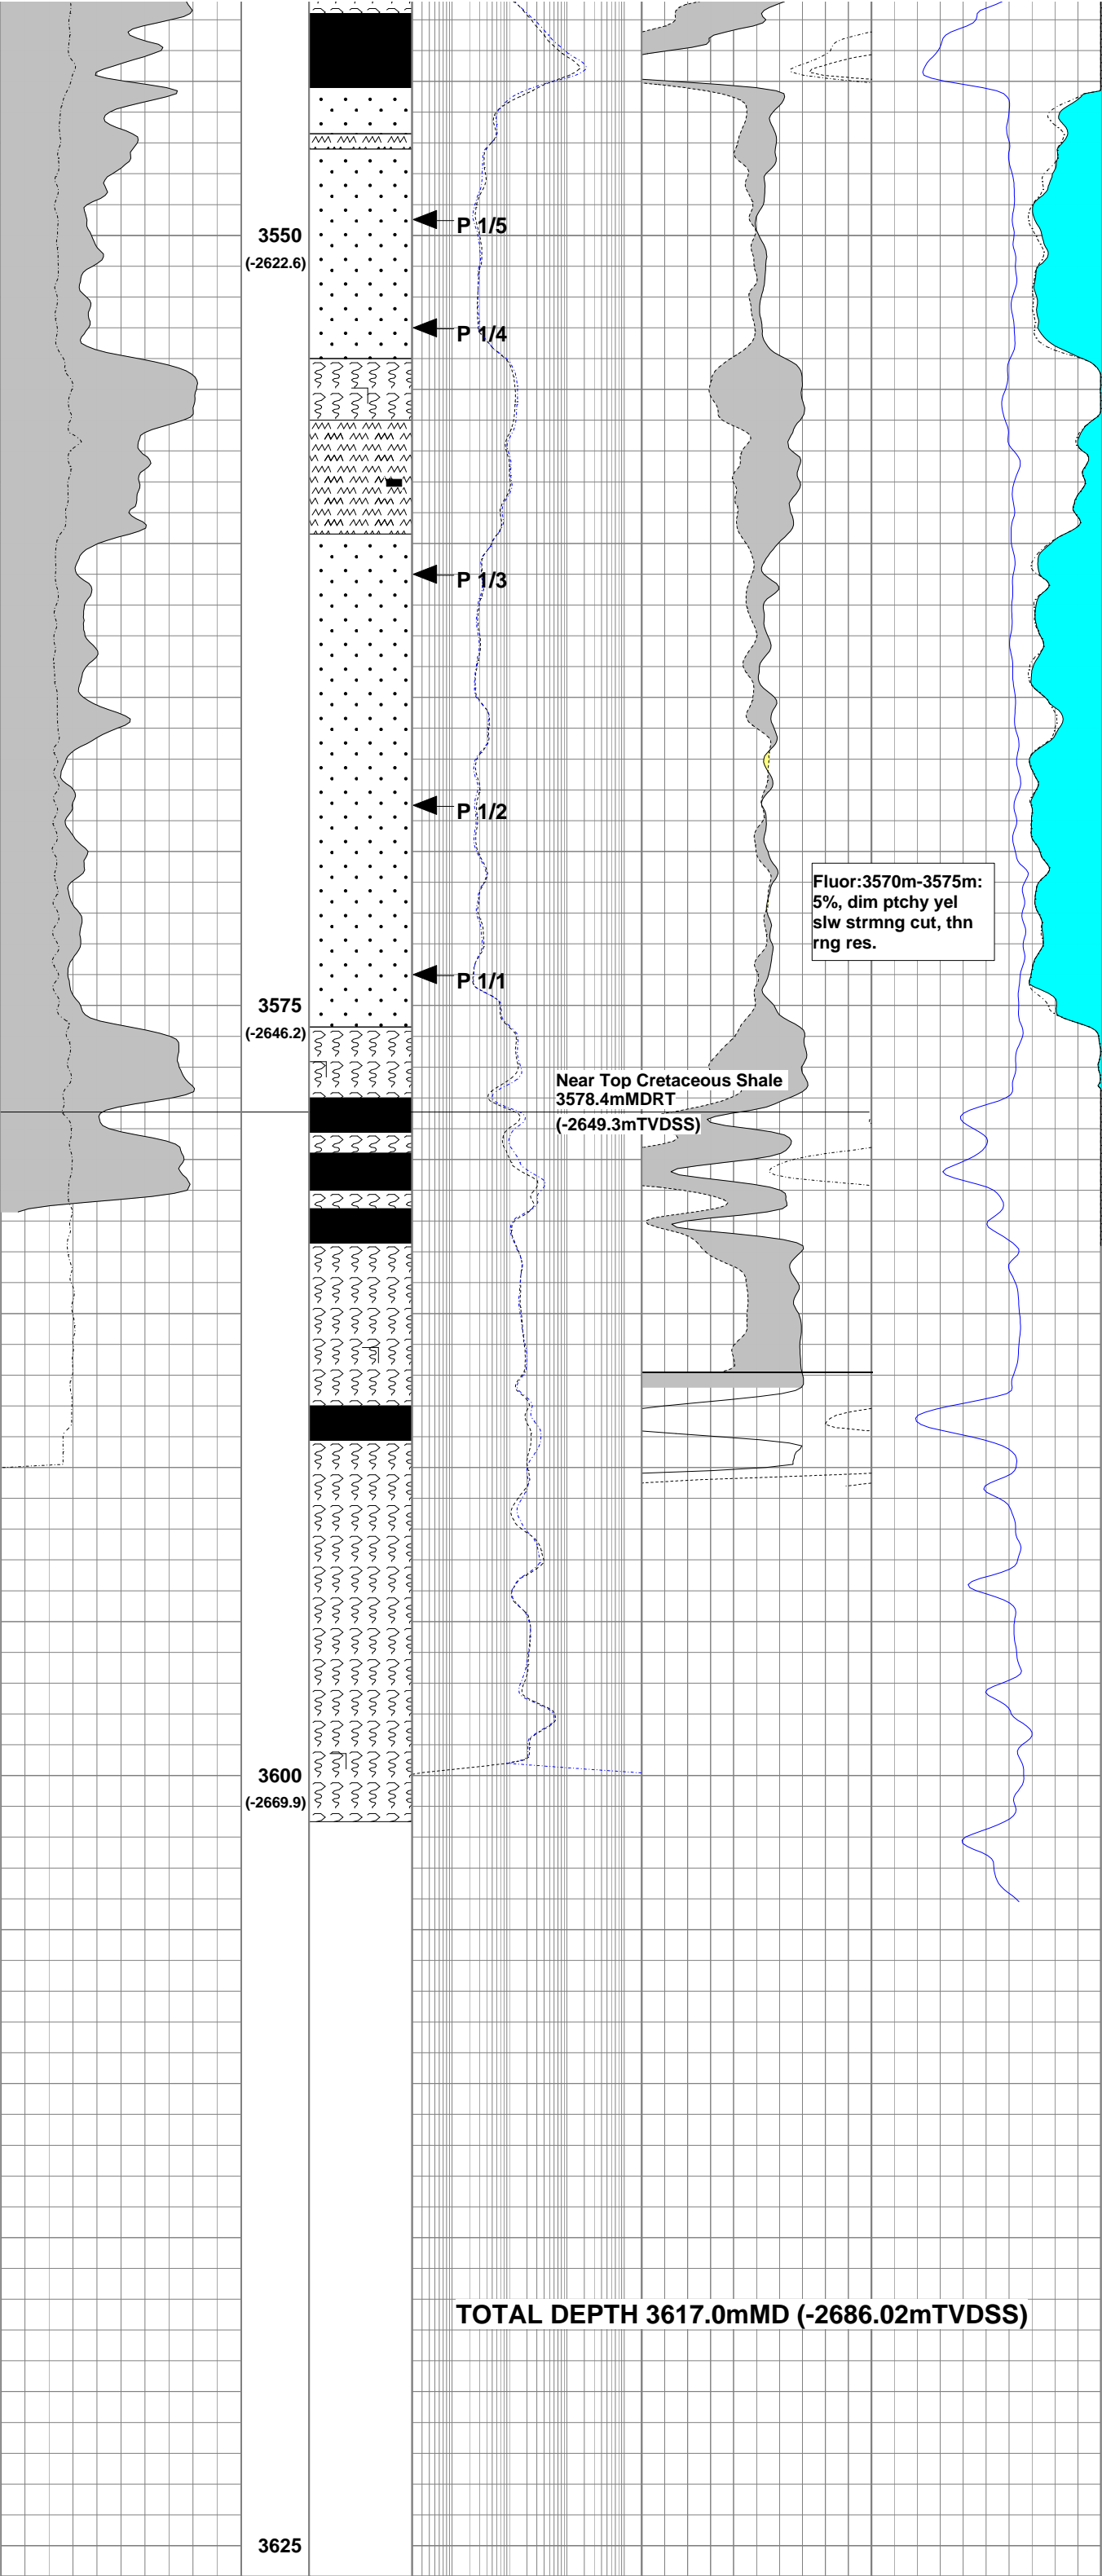 P 1/5
3550
(-2622.6)
P 1/4
P 1/3
P 1/2
Fluor:3570m-3575m:
5%, dim ptchy yel
slw strmng cut, thn
rng res.
P 1/1
3575
(-2646.2)
Near Top Cretaceous Shale
3578.4mMDRT
(-2649.3mTVDSS)
3600
(-2669.9)
TOTAL DEPTH 3617.0mMD (-2686.02mTVDSS)
3625